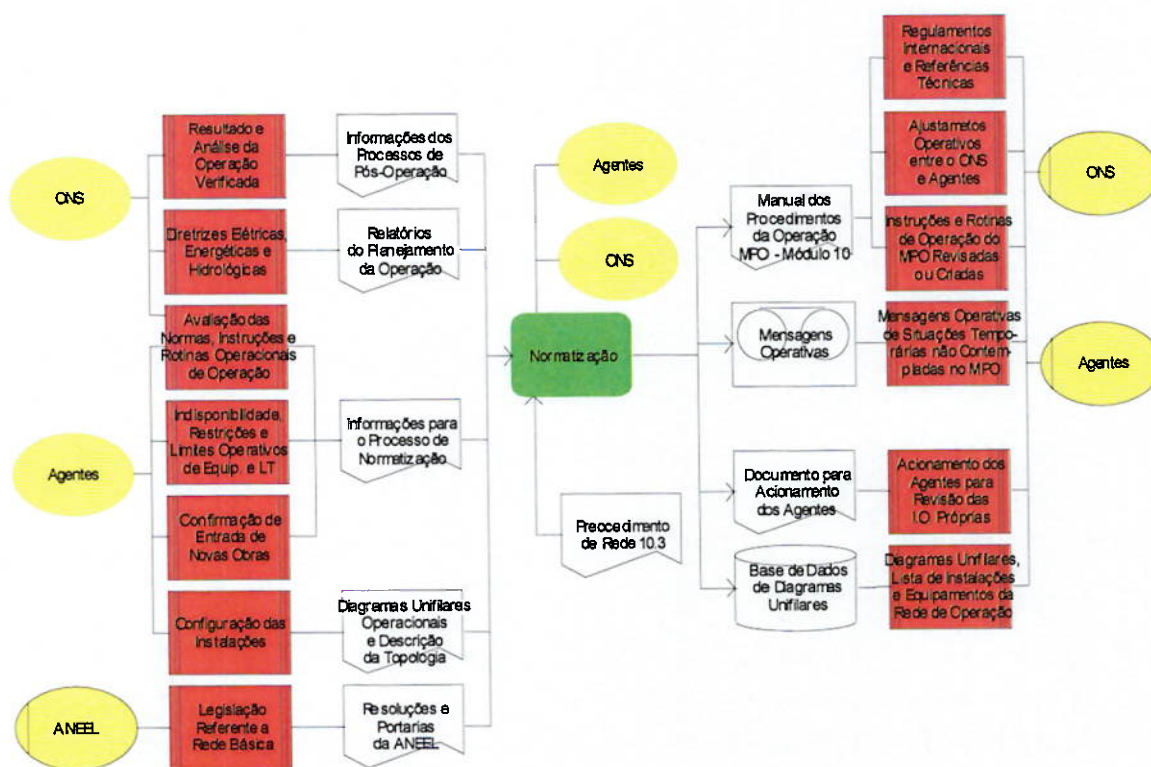 ONS
Resultado e
Análise da
Operação
Verificada
Informações dos
Processos de
Pós-Operação
Diretrizes Elétricas,
Energéticas e
Hidrológicas
Relatórios
do Planejamento
da Operação
Avaliação das
Normas, Instruções e
Rotinas Operacionais
de Operação
Agentes
Indisponibilidade,
Restrições e
Limites Operativos
de Equip. e LT
Informações para
o Processo de
Normatização
Confirmação de
Entrada de
Novas Obras
Configuração das
Instalações
Diagramas Unifilares
Operacionais
e Descrição
da Topologia
ANEEL
Legislação
Referente a
Rede Básica
Resoluções e
Portarias
da ANEEL
Agentes
ONS
Normatização
Preocedimento
de Rede 10.3
Manual dos
Procedimentos
da Operação
MPO - Módulo 10
Mensagens
Operativas
Documento para
Acionamento
dos Agentes
Base de Dados
de Diagramas
Unifilares
Regulamentos
Internacionais
e Referências
Técnicas
Ajustametos
Operativos
entre o ONS
e Agentes
Instruções e Rotinas
de Operação do
MPO Revisadas
ou Criadas
Mensagens Operativas
de Situações Tempo-
rárias não Contem-
pladas no MPO
Acionamento dos
Agentes para
Revisão das
I.O. Próprias
Diagramas Unifilares,
Lista de Instalações
e Equipamentos da
Rede de Operação
ONS
Agentes